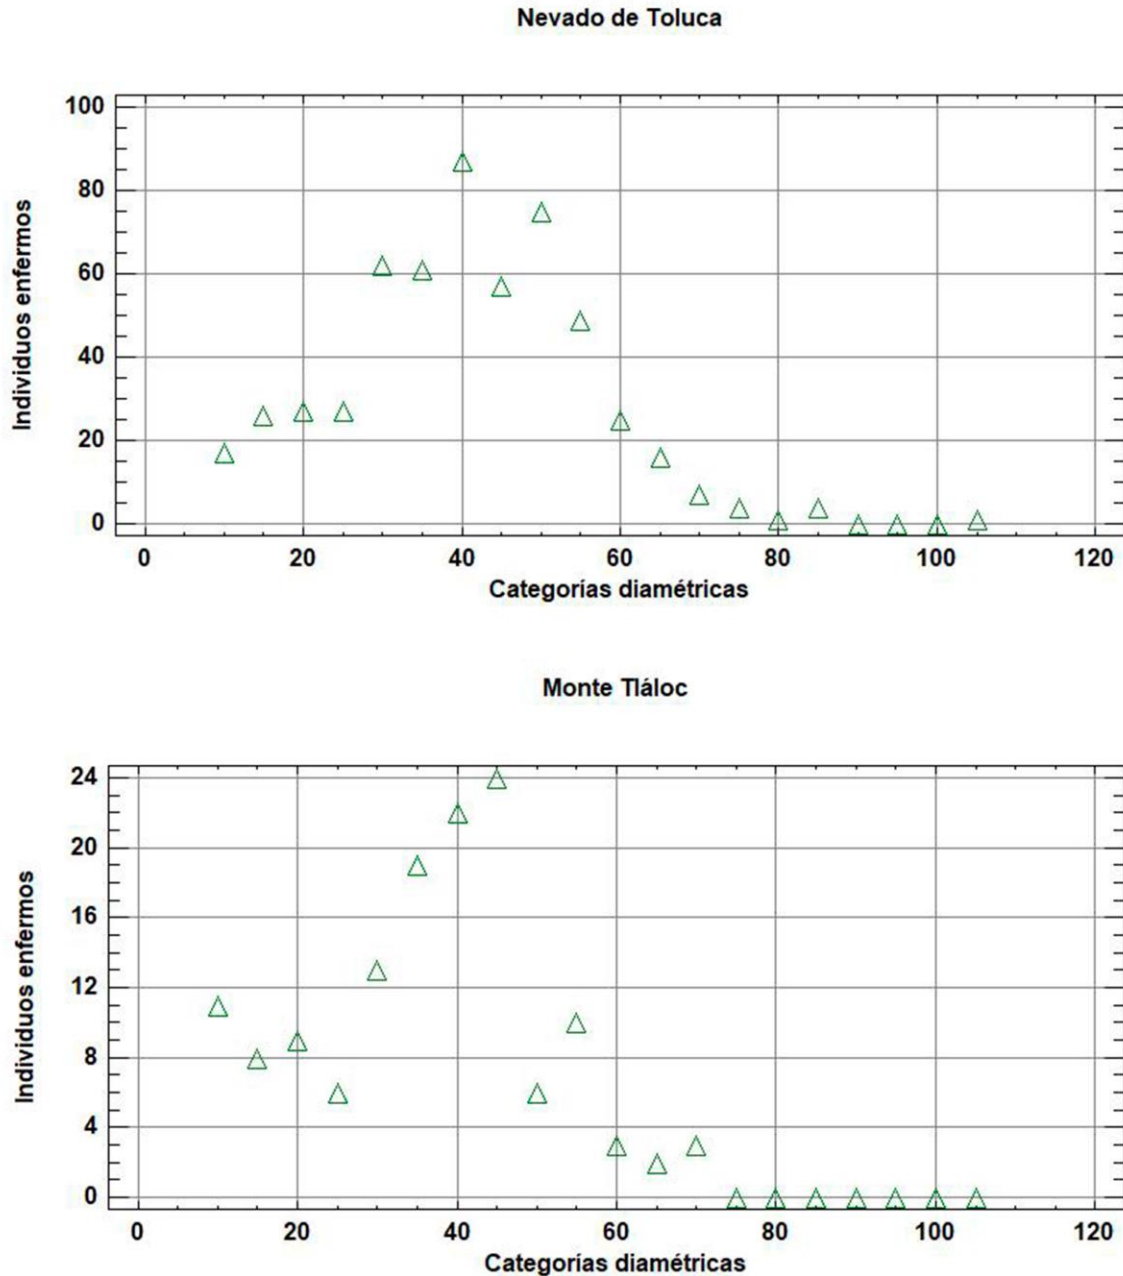 Nevado de Toluca
100
80
60
40
20
0
Individuos enfermos
0 20 40 60 80 100 120
Categorías diamétricas
Monte Tláloc
24
20
16
12
8
4
0
Individuos enfermos
0 20 40 60 80 100 120
Categorías diamétricas